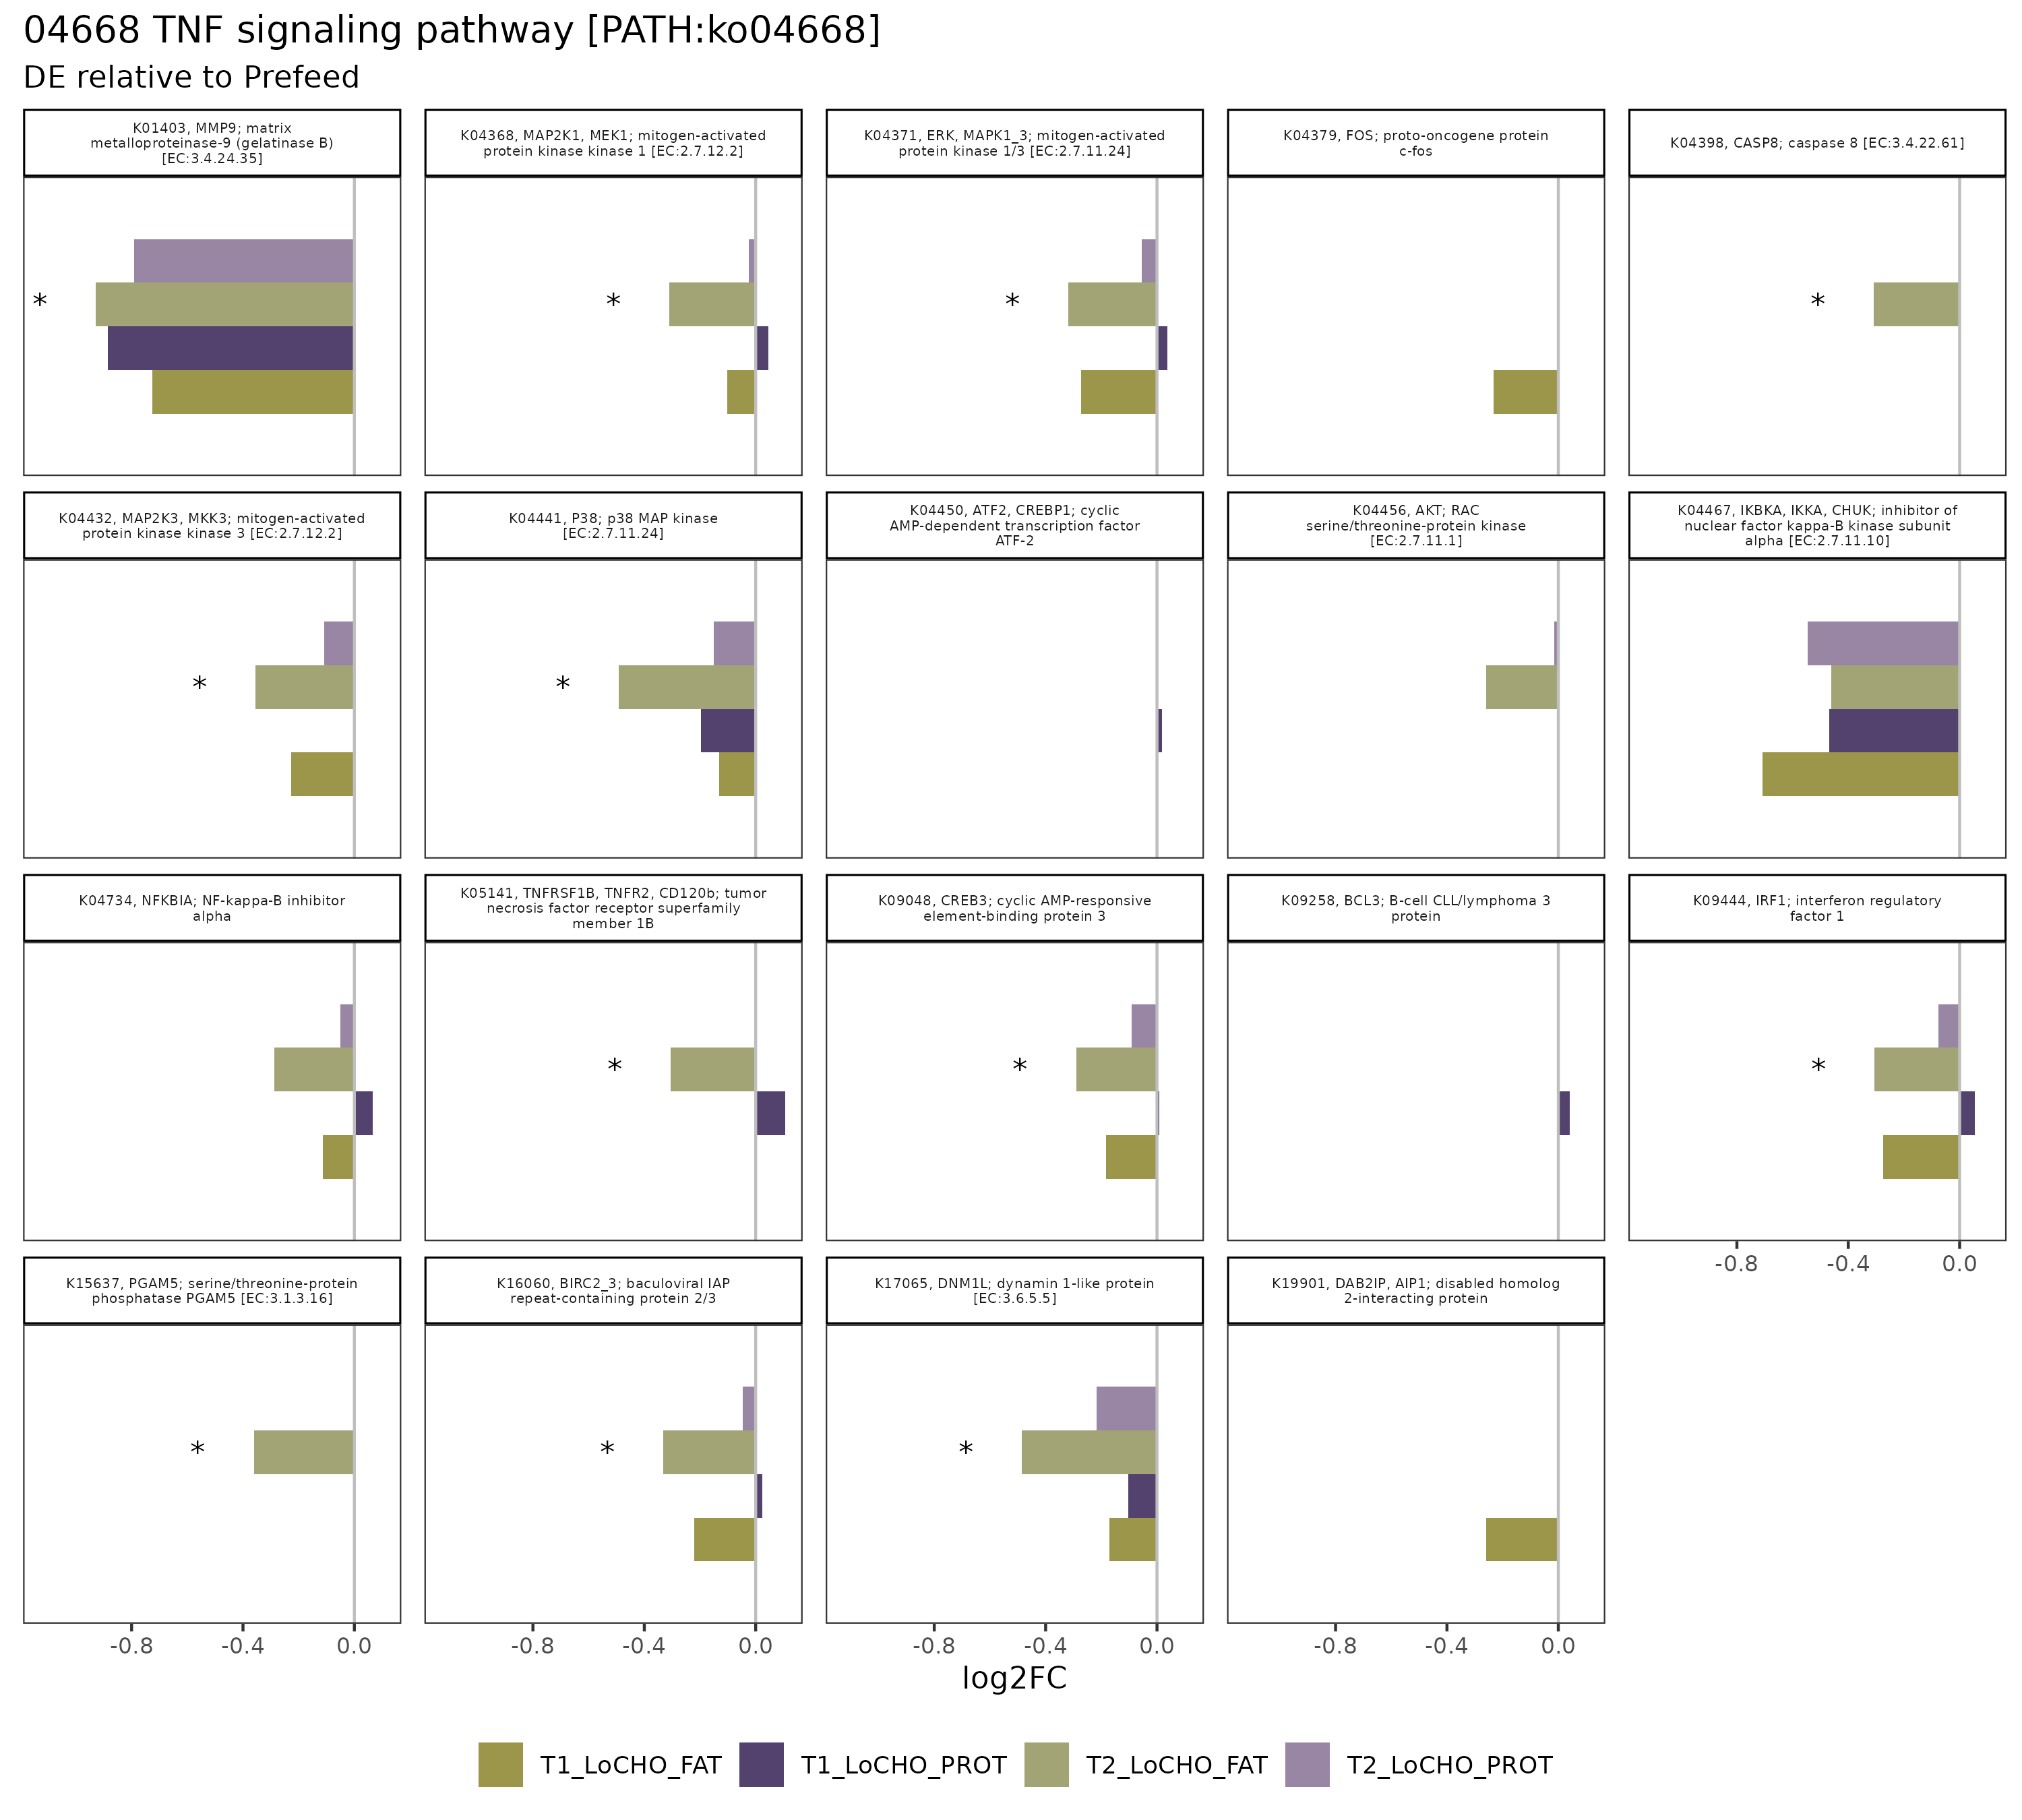 04668 TNF signaling pathway [PATH:ko04668]
DE relative to Prefeed
K01403, MMP9; matrix
metalloproteinase-9 (gelatinase B)
[EC:3.4.24.35]
K04368, MAP2K1, MEK1; mitogen-activated
protein kinase kinase 1 [EC:2.7.12.2]
K04371, ERK, MAPK1_3; mitogen-activated
protein kinase 1/3 [EC:2.7.11.24]
K04379, FOS; proto-oncogene protein
c-fos
K04398, CASP8; caspase 8 [EC:3.4.22.61]
*
*
*
*
K04432, MAP2K3, MKK3; mitogen-activated
protein kinase kinase 3 [EC:2.7.12.2]
K04441, P38; p38 MAP kinase
[EC:2.7.11.24]
K04450, ATF2, CREBP1; cyclic
AMP-dependent transcription factor
ATF-2
K04456, AKT; RAC
serine/threonine-protein kinase
[EC:2.7.11.1]
K04467, IKBKA, IKKA, CHUK; inhibitor of
nuclear factor kappa-B kinase subunit
alpha [EC:2.7.11.10]
*
*
K04734, NFKBIA; NF-kappa-B inhibitor
alpha
K05141, TNFRSF1B, TNFR2, CD120b; tumor
necrosis factor receptor superfamily
member 1B
K09048, CREB3; cyclic AMP-responsive
element-binding protein 3
K09258, BCL3; B-cell CLL/lymphoma 3
protein
K09444, IRF1; interferon regulatory
factor 1
*
*
*
-0.8 -0.4 0.0
K15637, PGAM5; serine/threonine-protein
phosphatase PGAM5 [EC:3.1.3.16]
K16060, BIRC2_3; baculoviral IAP
repeat-containing protein 2/3
K17065, DNM1L; dynamin 1-like protein
[EC:3.6.5.5]
K19901, DAB2IP, AIP1; disabled homolog
2-interacting protein
*
*
*
-0.8 -0.4 0.0
-0.8 -0.4 0.0
-0.8 -0.4 0.0
-0.8 -0.4 0.0
log2FC
T1_LoCHO_FAT
T1_LoCHO_PROT
T2_LoCHO_FAT
T2_LoCHO_PROT